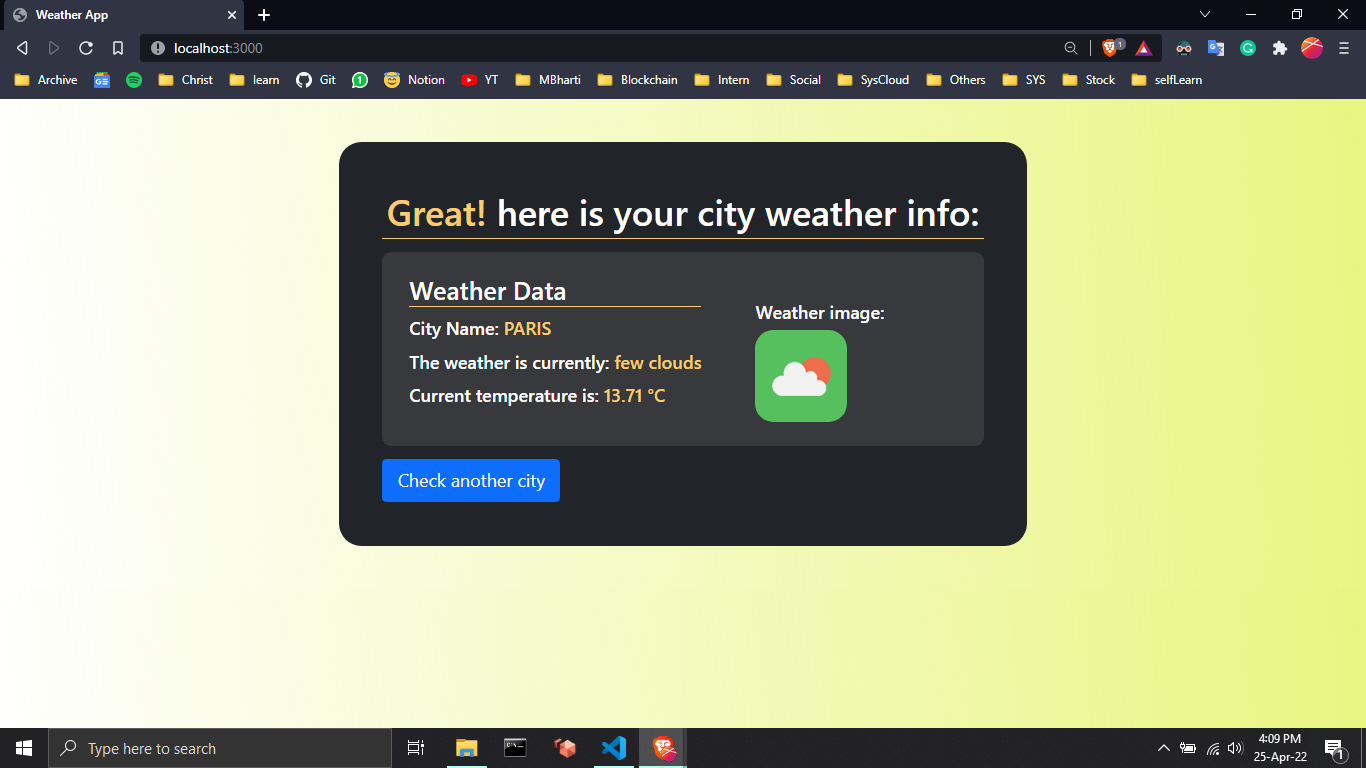 Weather App
localhost:3000
1
Archive Christ learn Git 1 Notion YT MBharti Blockchain Intern Social SysCloud Others SYS Stock selfLearn
Great! here is your city weather info:
Weather Data
City Name: PARIS
The weather is currently: few clouds
Current temperature is: 13.71 °C
Weather image:
Check another city
Type here to search
4:09 PM
25-Apr-22
1